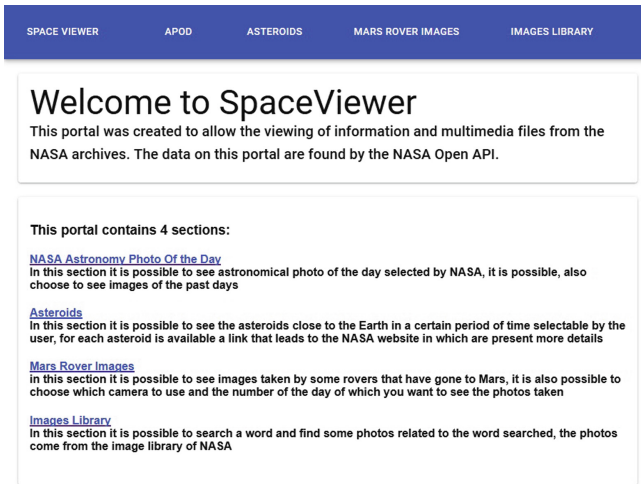 SPACE VIEWER APOD ASTEROIDS MARS ROVER IMAGES IMAGES LIBRARY
Welcome to SpaceViewer
This portal was created to allow the viewing of information and multimedia files from the
NASA archives. The data on this portal are found by the NASA Open API.
This portal contains 4 sections:
NASA Astronomy Photo Of the Day
In this section it is possible to see astronomical photo of the day selected by NASA, it is possible, also
choose to see images of the past days
Asteroids
In this section it is possible to see the asteroids close to the Earth in a certain period of time selectable by the
user, for each asteroid is available a link that leads to the NASA website in which are present more details
Mars Rover Images
in this section it is possible to see images taken by some rovers that have gone to Mars, it is also possible to
choose which camera to use and the number of the day of which you want to see the photos taken
Images Library
In this section it is possible to search a word and find some photos related to the word searched, the photos
come from the image library of NASA